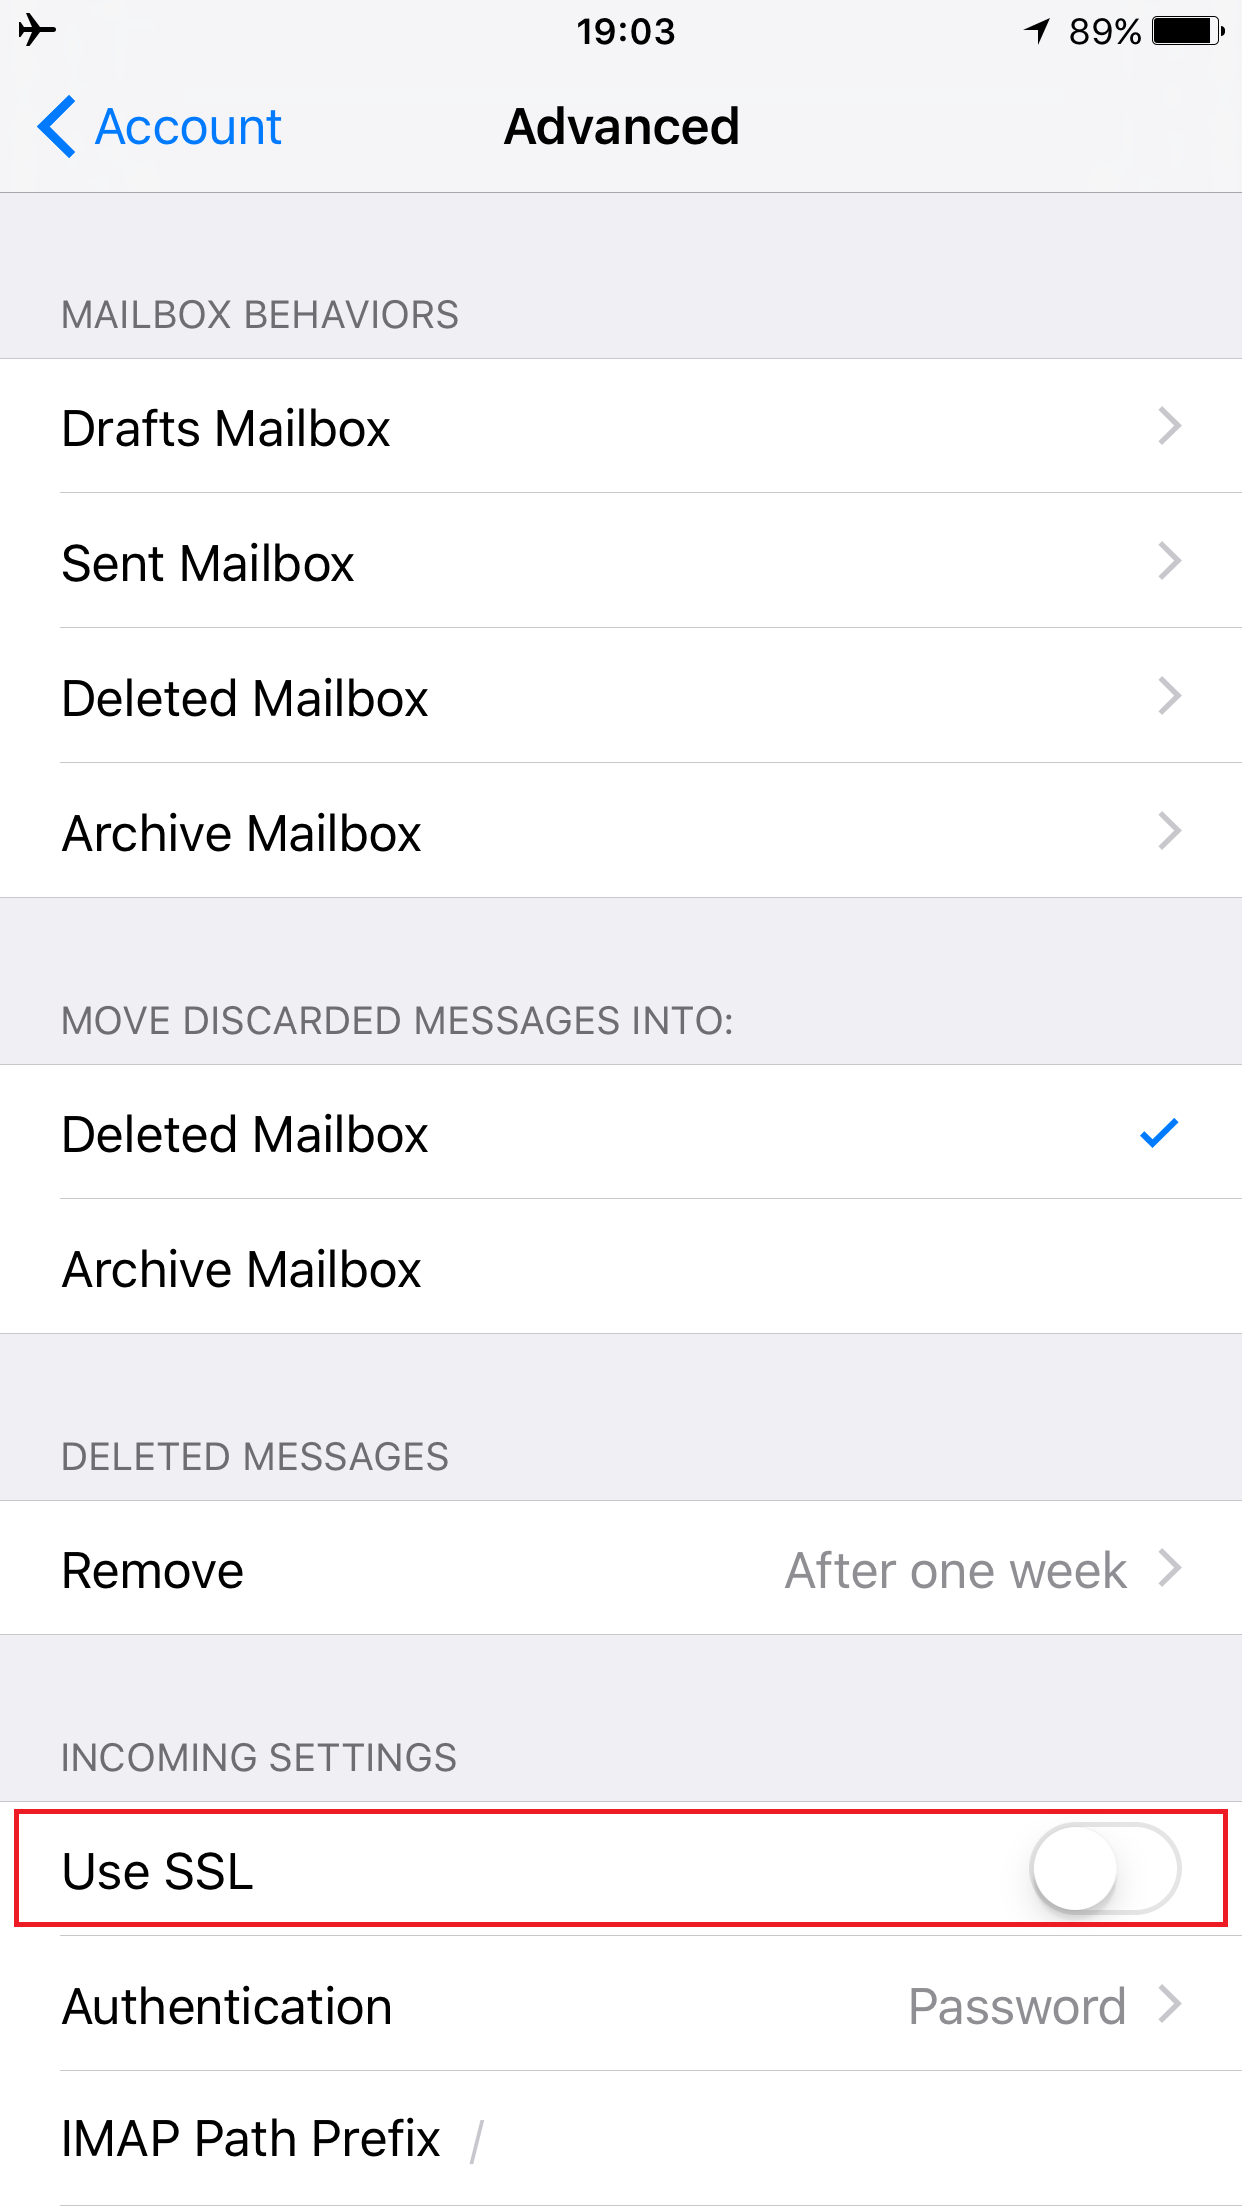 19:03
89%
Account
Advanced
MAILBOX BEHAVIORS
Drafts Mailbox
Sent Mailbox
Deleted Mailbox
Archive Mailbox
MOVE DISCARDED MESSAGES INTO:
Deleted Mailbox
Archive Mailbox
DELETED MESSAGES
Remove After one week
INCOMING SETTINGS
Use SSL
Authentication Password
IMAP Path Prefix /